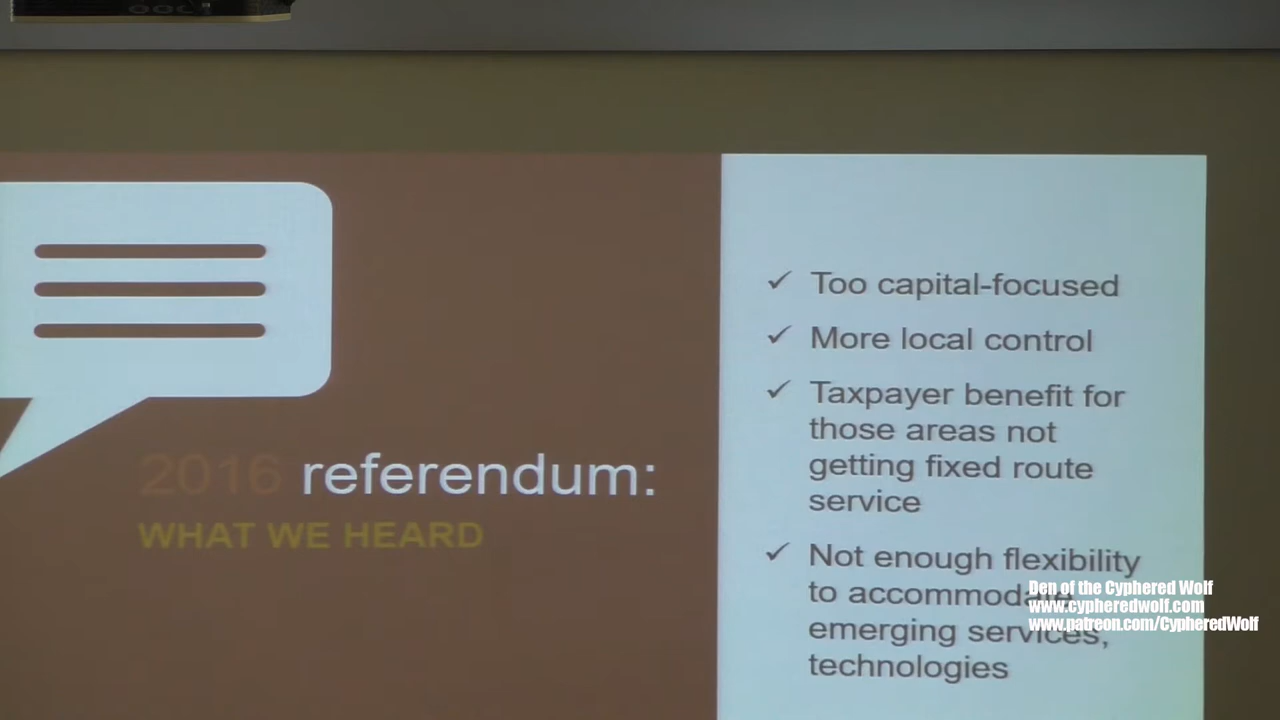 2016 referendum:
WHAT WE HEARD
✓ Too capital-focused
✓ More local control
✓ Taxpayer benefit for
those areas not
getting fixed route
service
✓ Not enough flexibility
to accommodate
emerging services,
technologies
Den of the Cyphered Wolf
www.cypheredwolf.com
www.patreon.com/CypheredWolf